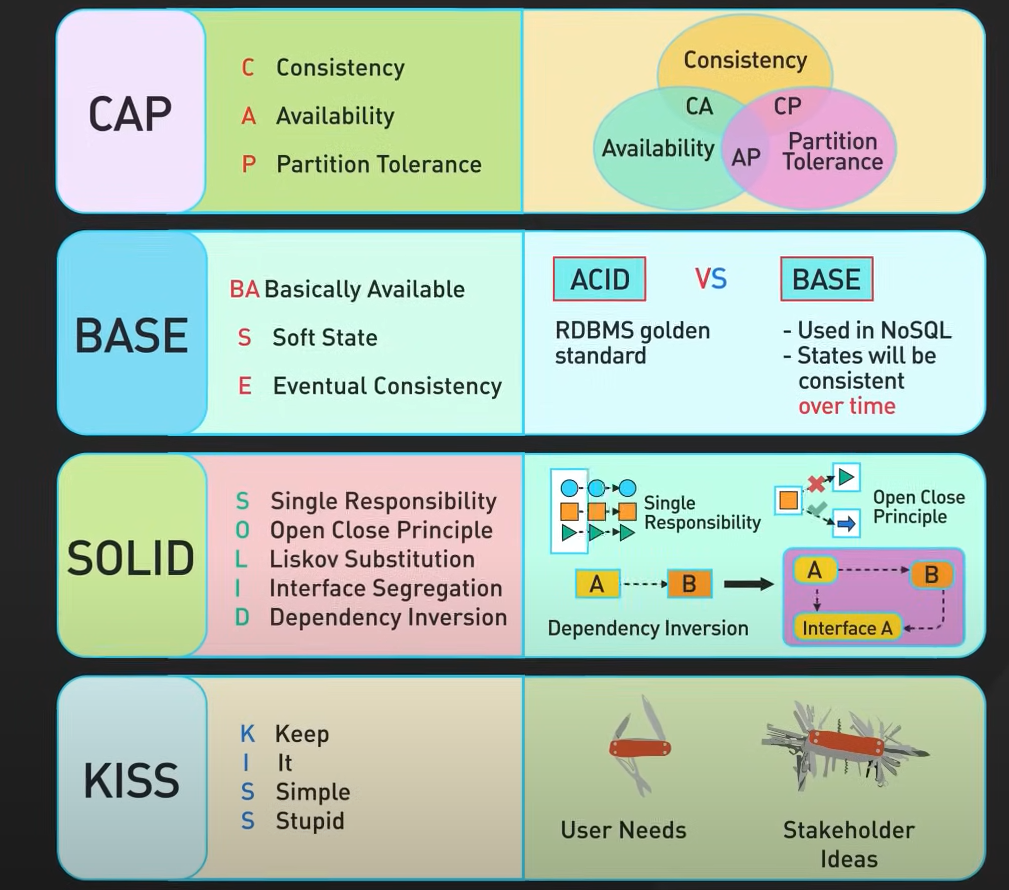 CAP
C Consistency
A Availability
P Partition Tolerance
Consistency
CA CP
Availability
AP
Partition
Tolerance
BASE
BA Basically Available
S Soft State
E Eventual Consistency
ACID VS BASE
RDBMS golden
standard
- Used in NoSQL
- States will be
consistent
over time
SOLID
S Single Responsibility
O Open Close Principle
L Liskov Substitution
I Interface Segregation
D Dependency Inversion
Single
Responsibility
Open Close
Principle
A B
Dependency Inversion
A B
Interface A
KISS
K Keep
I It
S Simple
S Stupid
User Needs
Stakeholder
Ideas